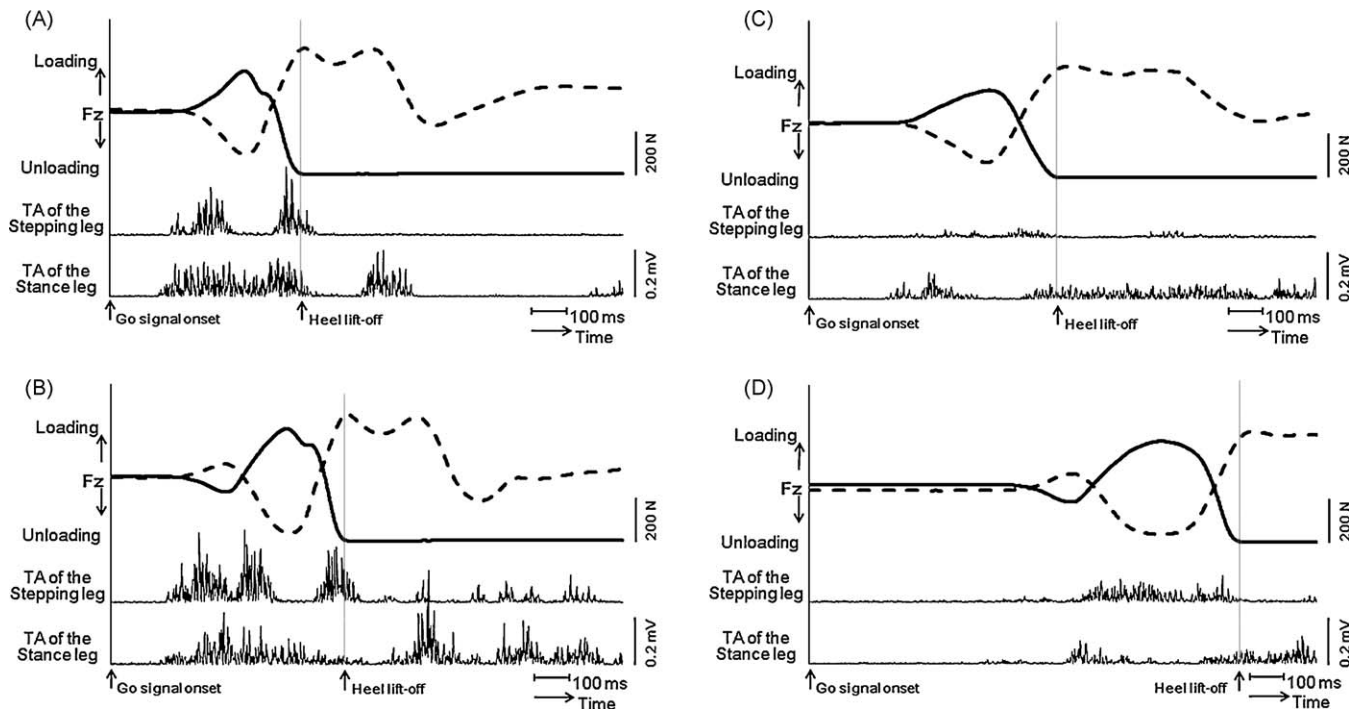 (A)
Loading
Fz
Unloading
200 N
TA of the
Stepping leg
TA of the
Stance leg
0.2 mV
Go signal onset
Heel lift-off
100 ms
Time
(C)
Loading
Fz
Unloading
200 N
TA of the
Stepping leg
TA of the
Stance leg
0.2 mV
Go signal onset
Heel lift-off
100 ms
Time
(B)
Loading
Fz
Unloading
200 N
TA of the
Stepping leg
TA of the
Stance leg
0.2 mV
Go signal onset
Heel lift-off
100 ms
Time
(D)
Loading
Fz
Unloading
200 N
TA of the
Stepping leg
TA of the
Stance leg
0.2 mV
Go signal onset
Heel lift-off
100 ms
Time